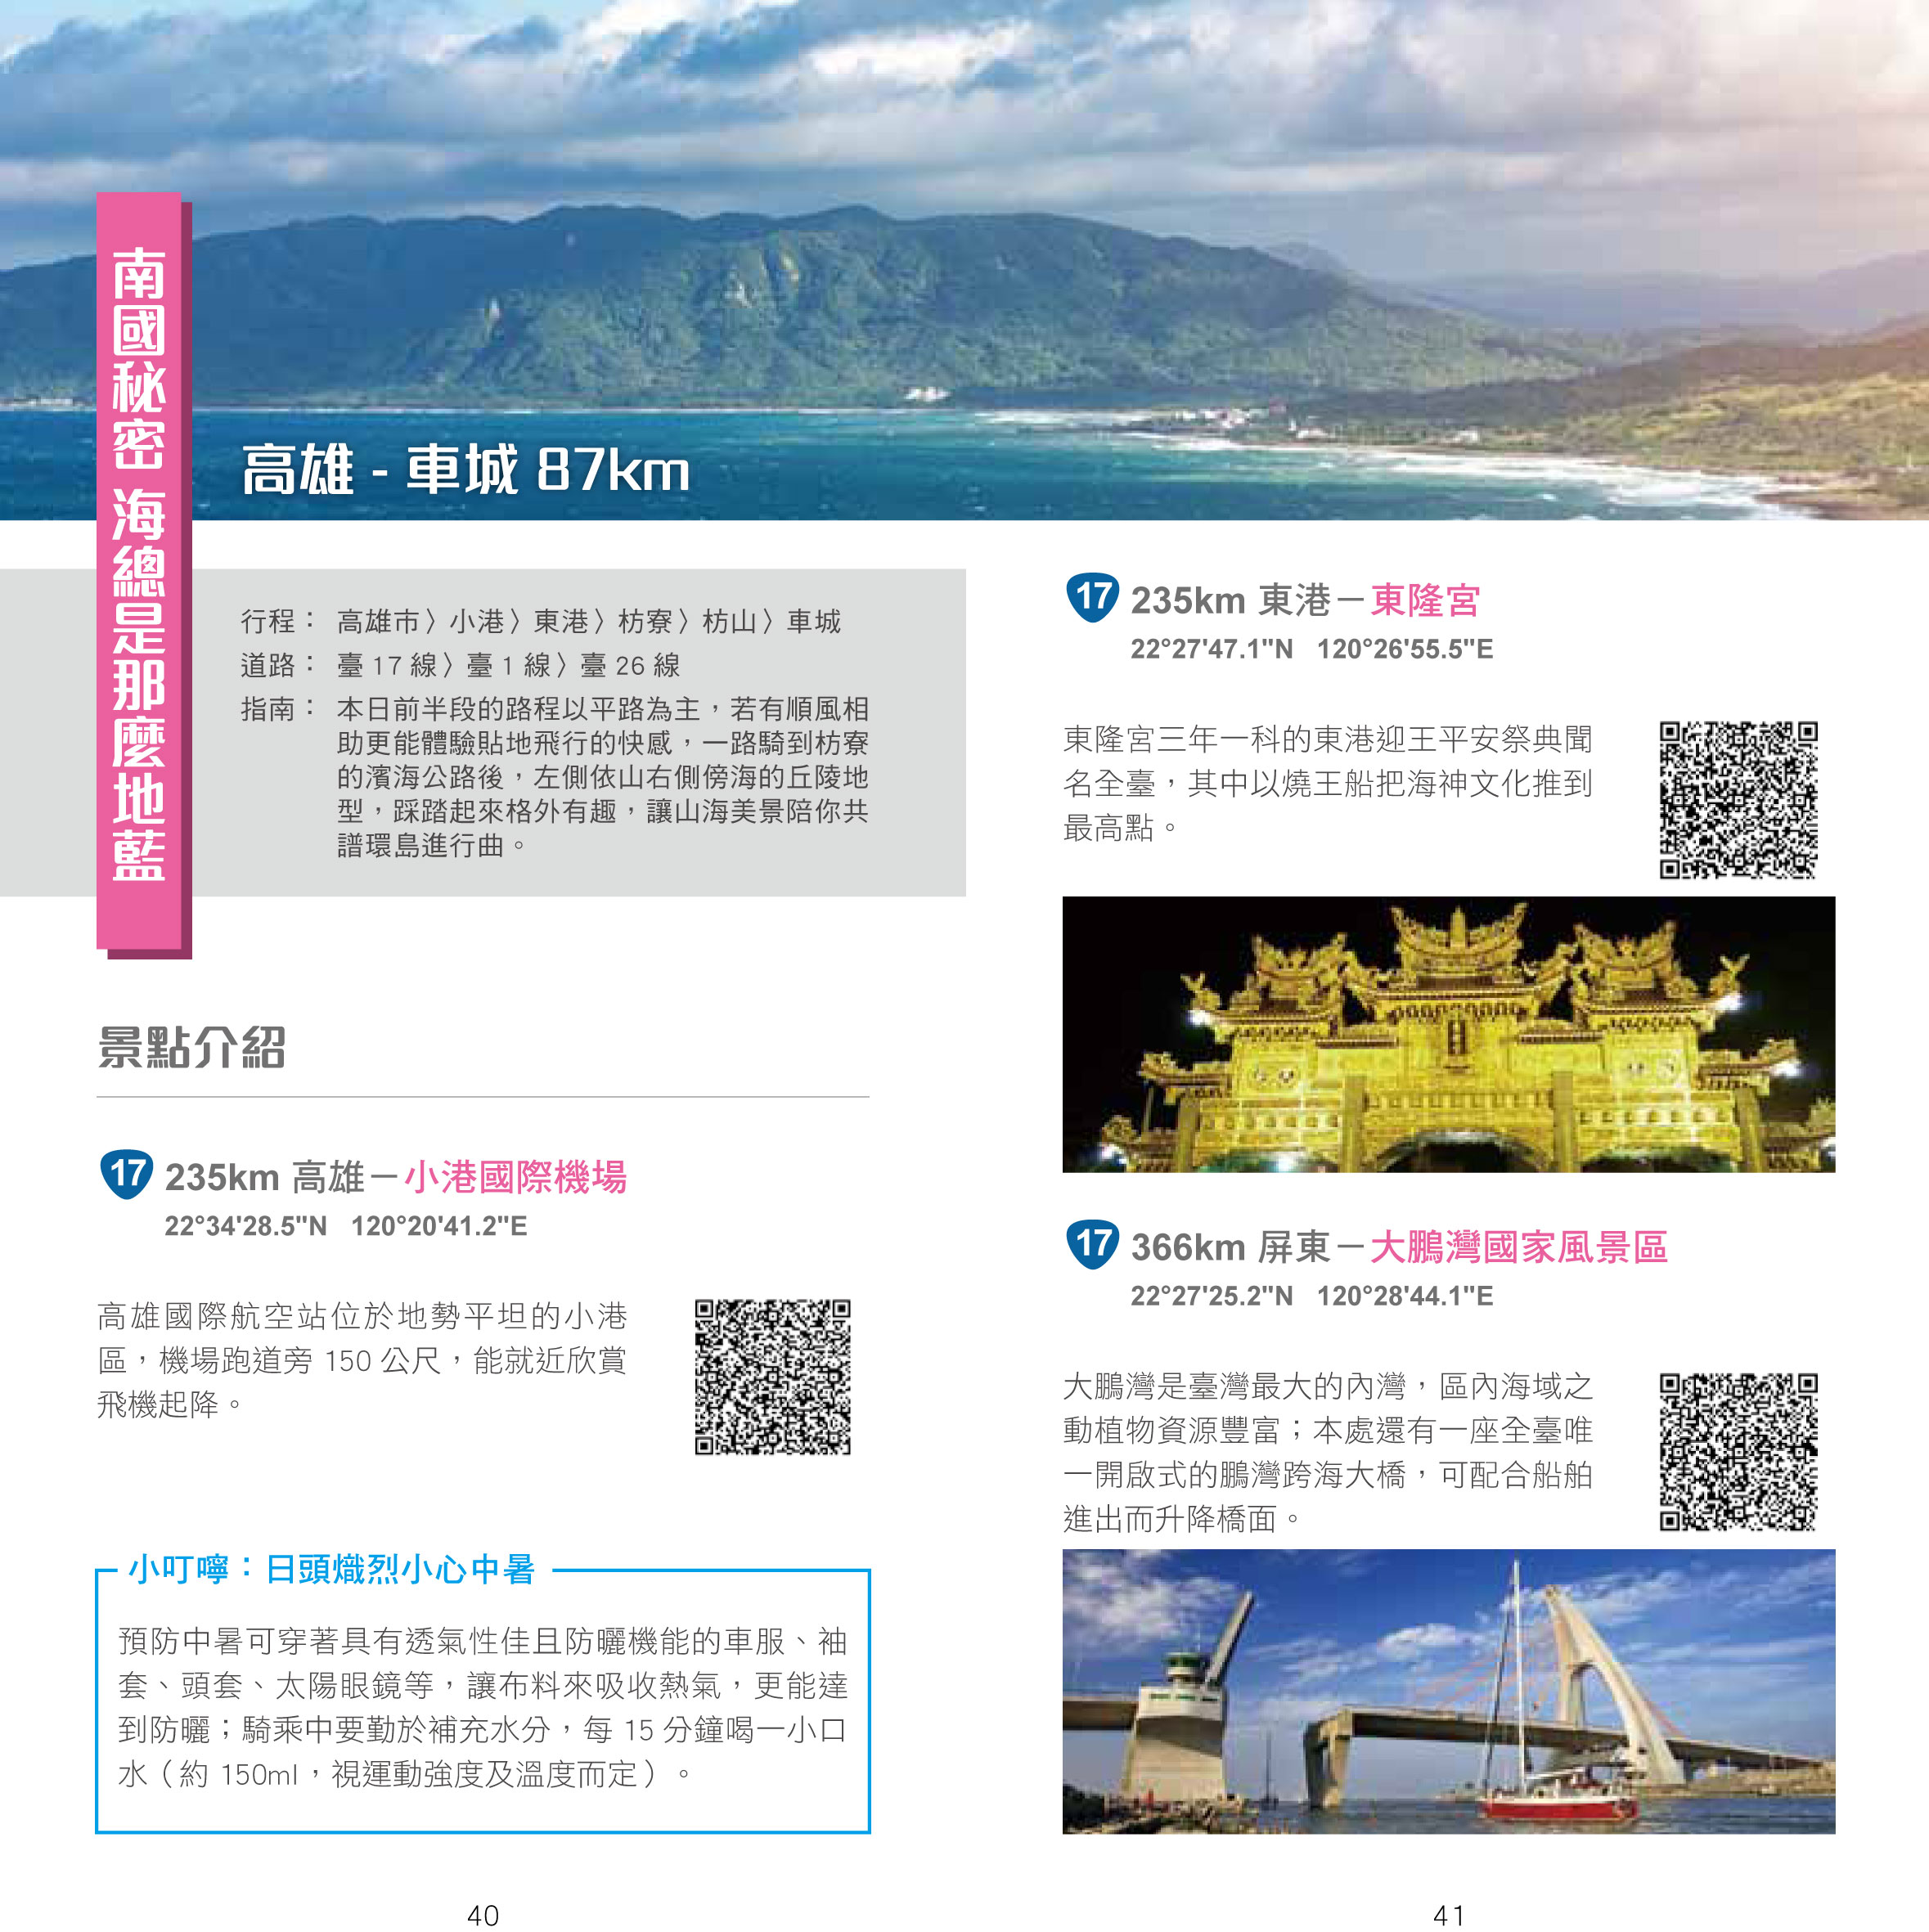 南國秘密 海總是那麼地藍
高雄 - 車城 87km
行程： 高雄市〉小港〉東港〉枋寮〉枋山〉車城
道路： 臺 17 線〉臺 1 線〉臺 26 線
指南： 本日前半段的路程以平路為主，若有順風相
助更能體驗貼地飛行的快感，一路騎到枋寮
的濱海公路後，左側依山右側傍海的丘陵地
型，踩踏起來格外有趣，讓山海美景陪你共
譜環島進行曲。
景點介紹
17 235km 高雄－小港國際機場
22°34'28.5"N 120°20'41.2"E
高雄國際航空站位於地勢平坦的小港
區，機場跑道旁 150 公尺，能就近欣賞
飛機起降。
小叮嚀：日頭熾烈小心中暑
預防中暑可穿著具有透氣性佳且防曬機能的車服、袖
套、頭套、太陽眼鏡等，讓布料來吸收熱氣，更能達
到防曬；騎乘中要勤於補充水分，每 15 分鐘喝一小口
水（約 150ml，視運動強度及溫度而定）。
40
17 235km 東港－東隆宮
22°27'47.1"N 120°26'55.5"E
東隆宮三年一科的東港迎王平安祭典聞
名全臺，其中以燒王船把海神文化推到
最高點。
17 366km 屏東－大鵬灣國家風景區
22°27'25.2"N 120°28'44.1"E
大鵬灣是臺灣最大的內灣，區內海域之
動植物資源豐富；本處還有一座全臺唯
一開啟式的鵬灣跨海大橋，可配合船舶
進出而升降橋面。
41